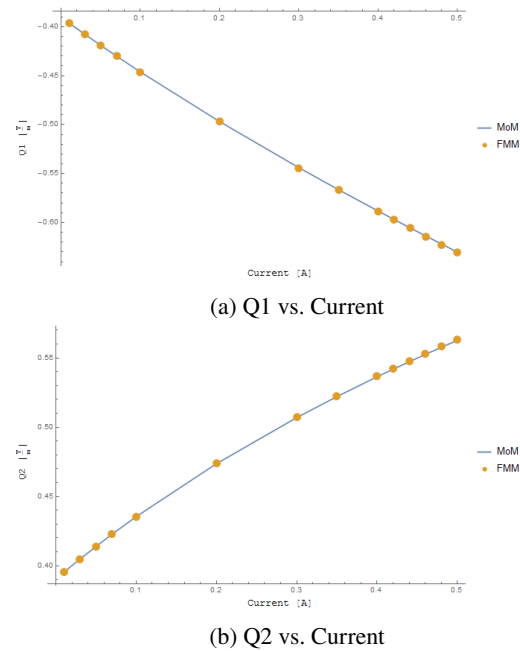 0.1 0.2 0.3 0.4 0.5
-0.40
-0.45
-0.50
-0.55
-0.60
Q1
MoM
FMM
Current [A]
(a) Q1 vs. Current
0.55
0.50
0.45
0.40
Q2
MoM
FMM
0.1 0.2 0.3 0.4 0.5
Current [A]
(b) Q2 vs. Current